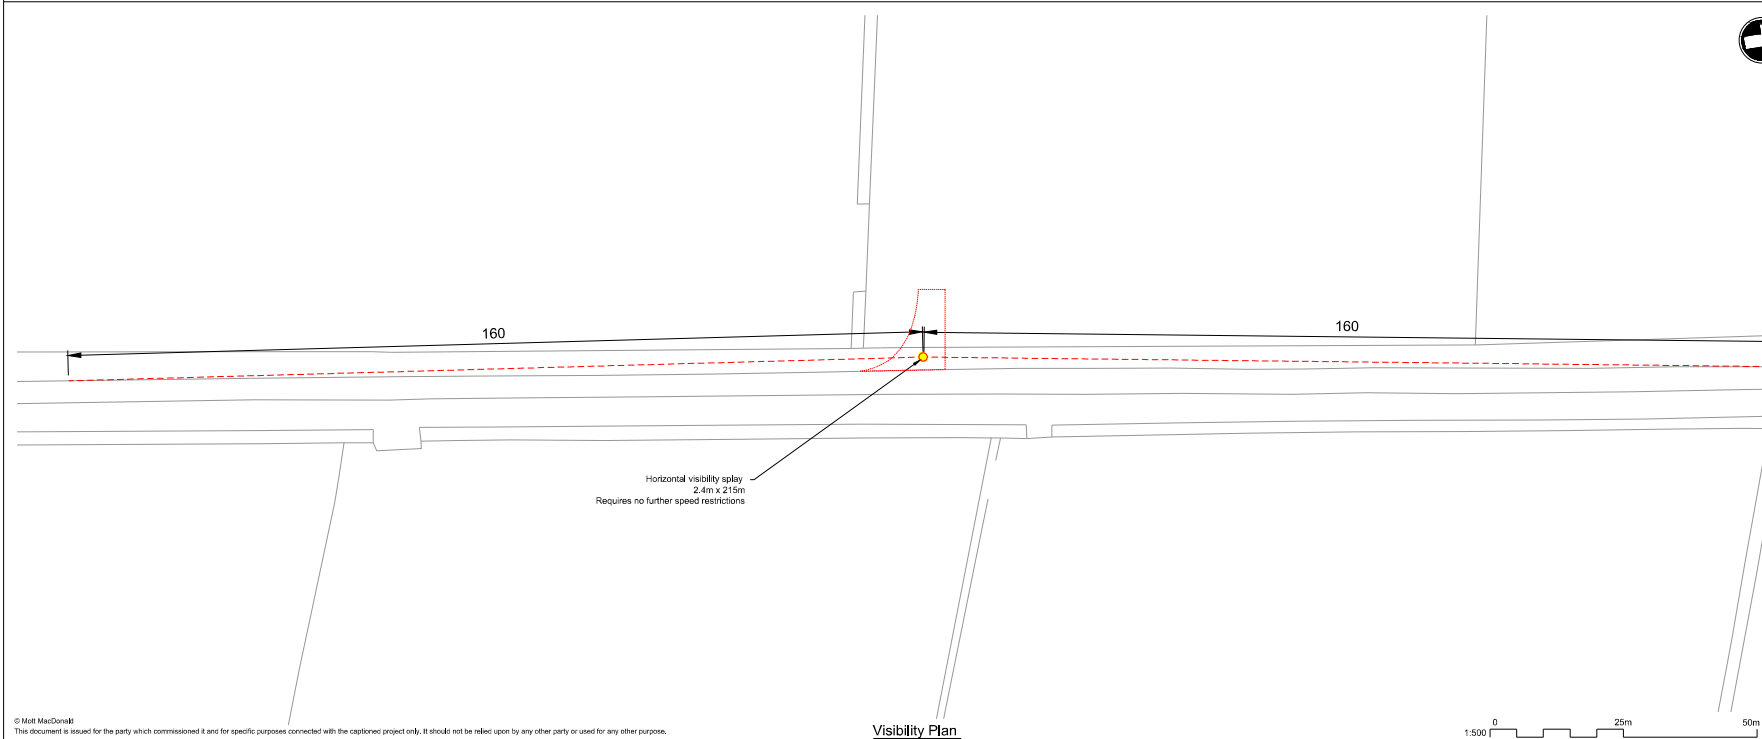 160
160
Horizontal visibility splay
2.4m x 215m
Requires no further speed restrictions
© Mott MacDonald
This document is issued for the party which commissioned it and for specific purposes connected with the captioned project only. It should not be relied upon by any other party or used for any other purpose.
Visibility Plan
0 25m 50m
1:500